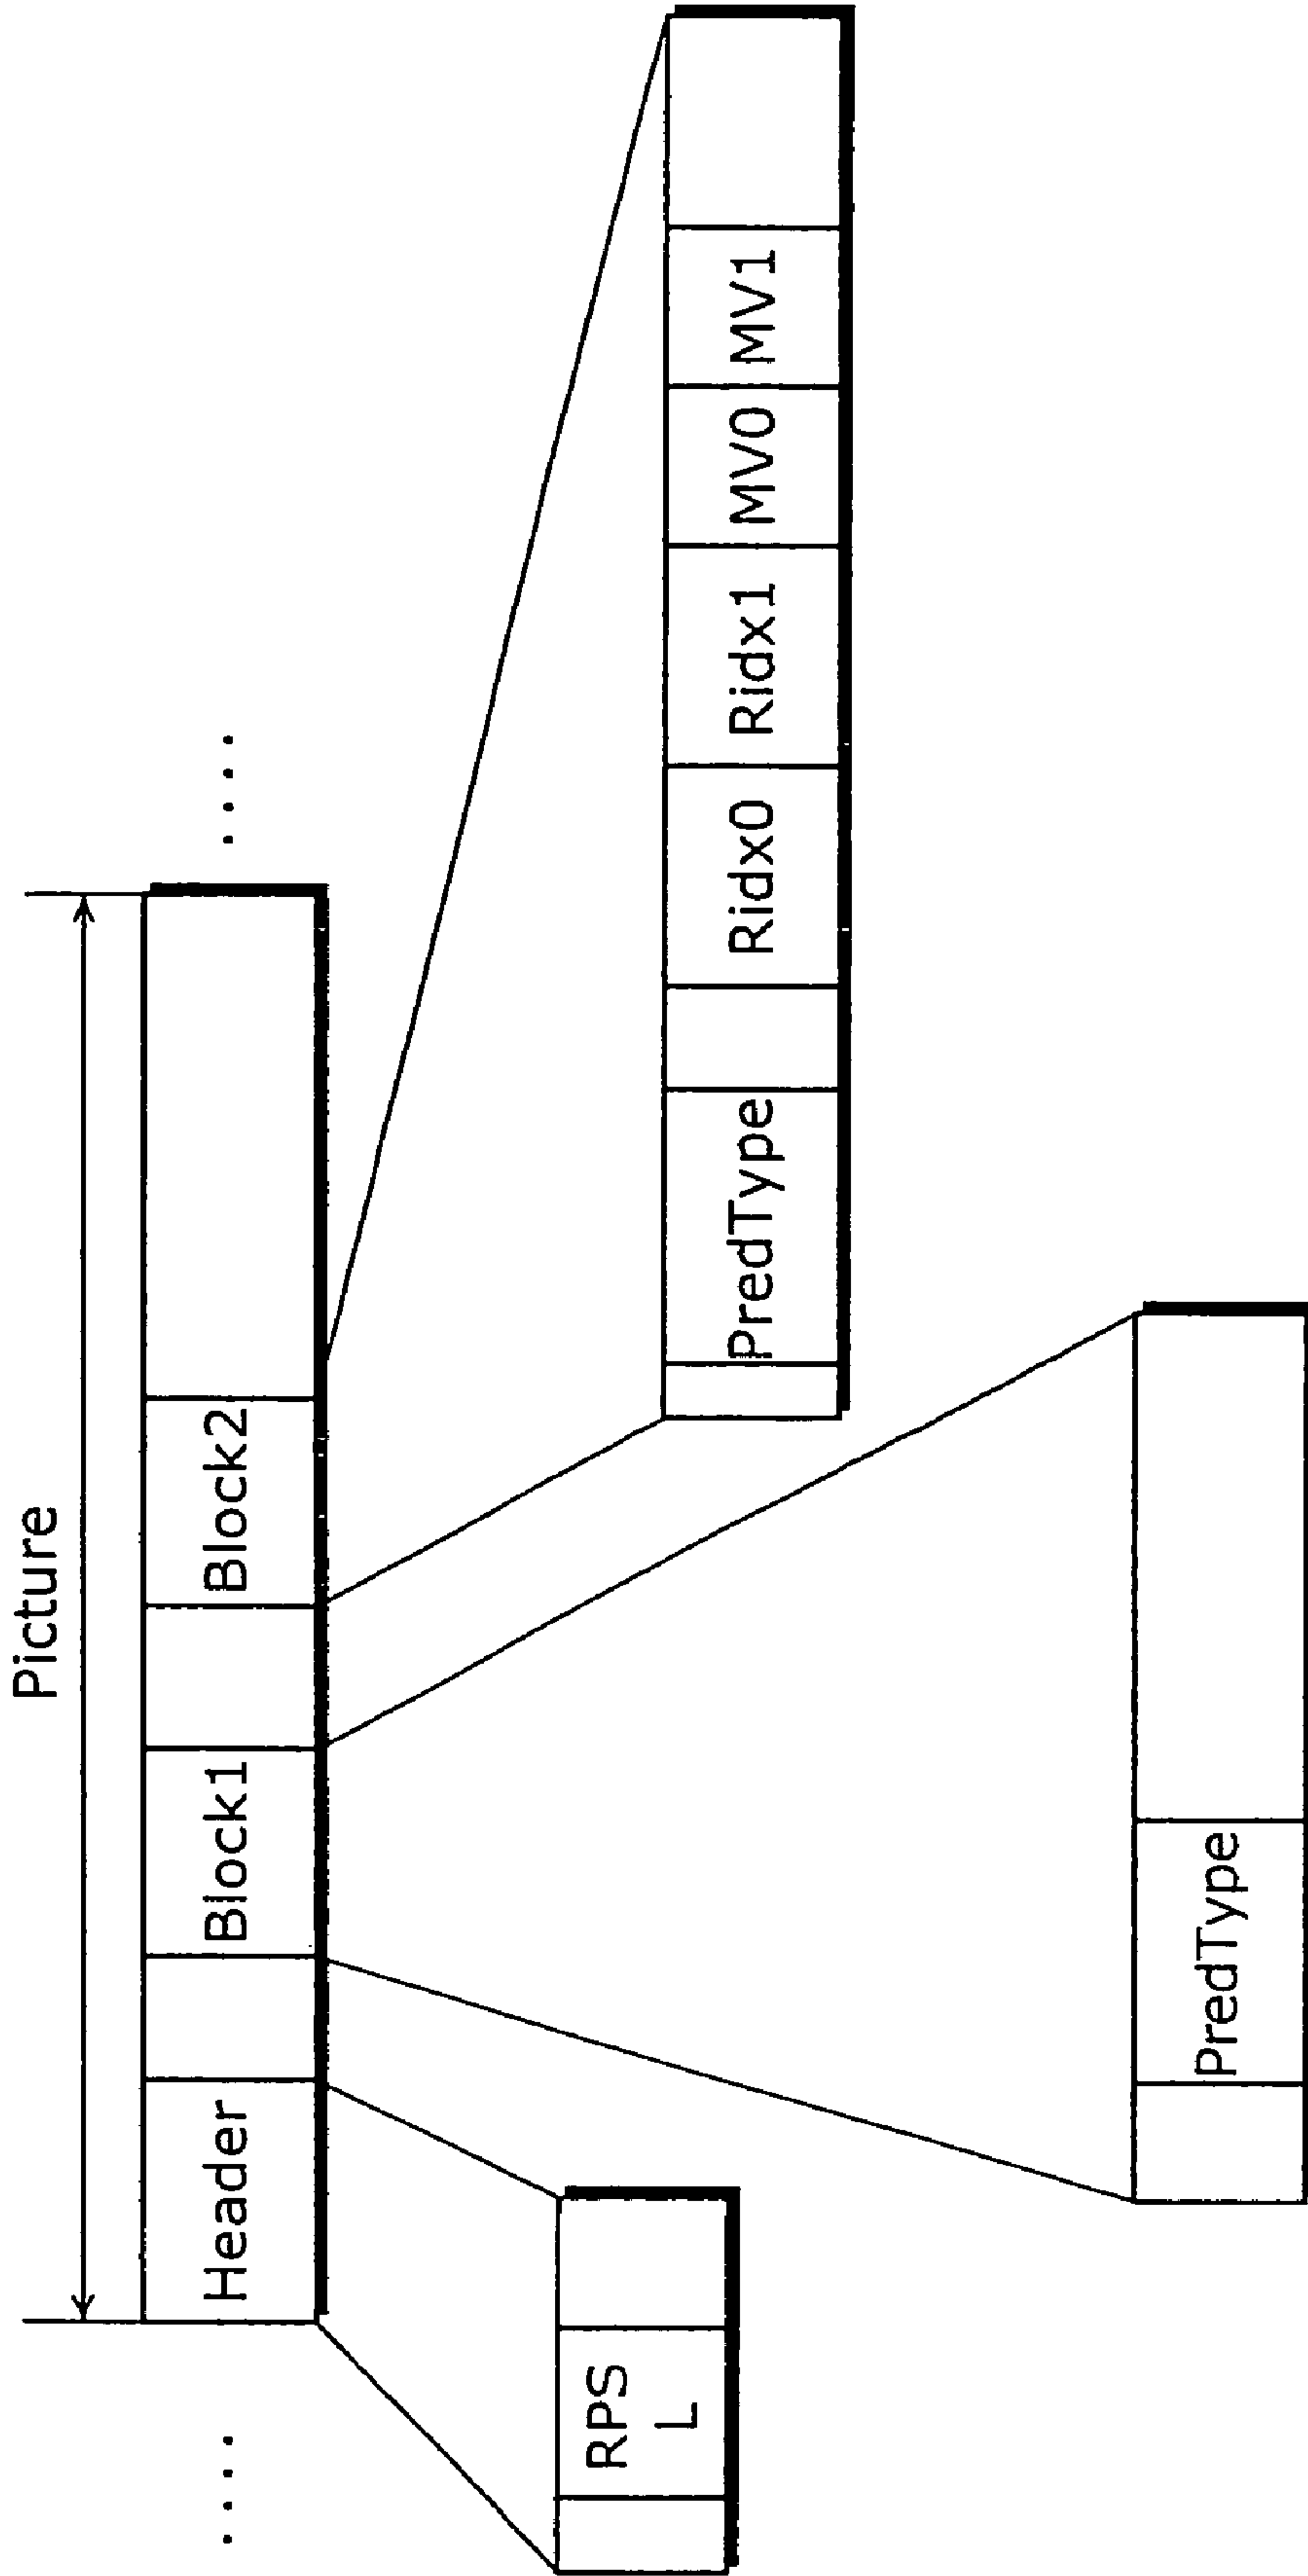 Picture
.... Header Block1 Block2 ....
RPS
L
PredType Ridx0 Ridx1 MV0 MV1
PredType